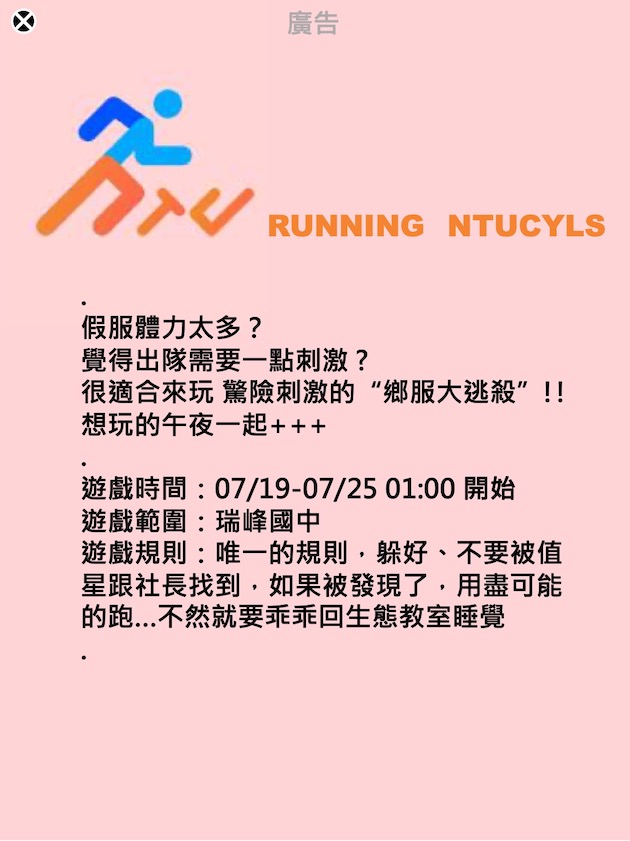 廣告
NTU
RUNNING NTUCYLS
.
假服體力太多？
覺得出隊需要一點刺激？
很適合來玩 驚險刺激的“鄉服大逃殺”!!
想玩的午夜一起+++
.
遊戲時間：07/19-07/25 01:00 開始
遊戲範圍：瑞峰國中
遊戲規則：唯一的規則，躲好、不要被值
星跟社長找到，如果被發現了，用盡可能
的跑...不然就要乖乖回生態教室睡覺
.